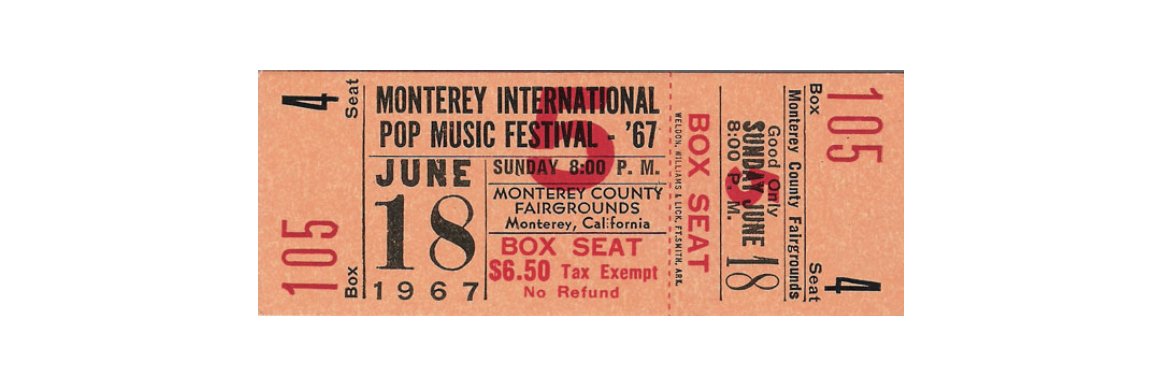 4
Seat
105
Box
MONTEREY INTERNATIONAL
POP MUSIC FESTIVAL - '67
5
JUNE
18
1967
SUNDAY 8:00 P. M.
MONTEREY COUNTY
FAIRGROUNDS
Monterey, California
BOX SEAT
$6.50 Tax Exempt
No Refund
WELDON, WILLIAMS & LICK, FT. SMITH, ARK.
BOX SEAT
5
Good Only
SUNDAY JUNE 18
8:00 P. M.
Monterey County Fairgrounds
Box
105
Seat
4